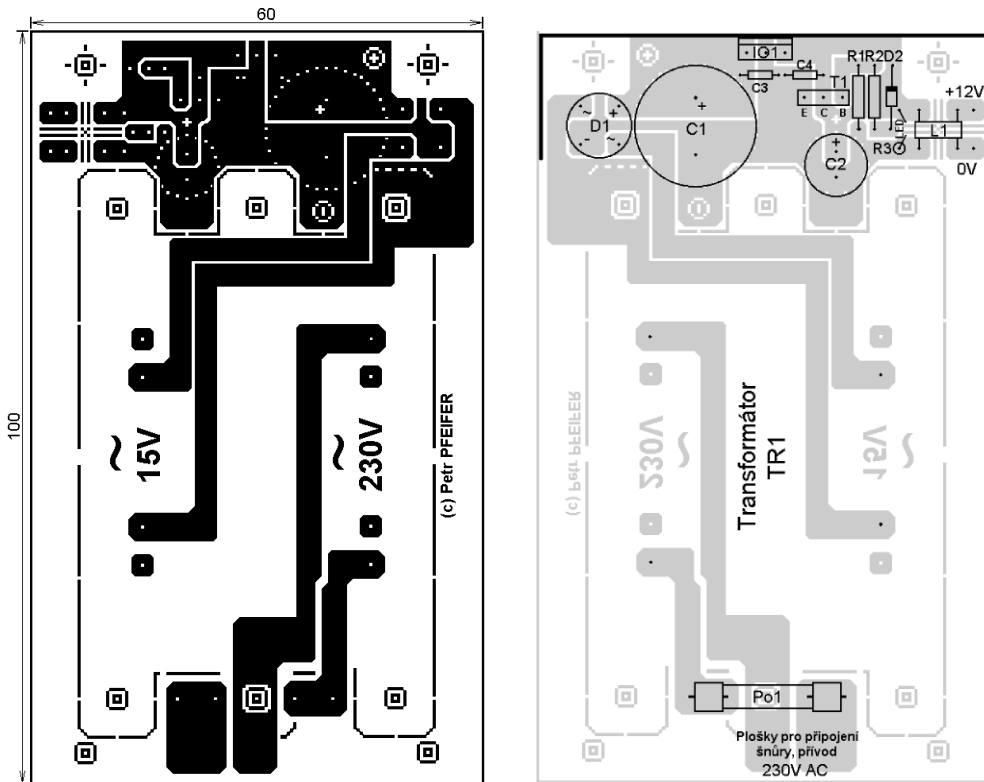 60
100
15V
~
230V
~
(c) Petr PFEIFER
IO1
R1R2D2
C4
C3
T1
+12V
D1
~ +
- ~
+
C1
E C B
LED
L1
R3
+
C2
0V
(c) Petr PFEIFER
230V
~
Transformátor
TR1
15V
~
Po1
Plošky pro připojení
šnůry, přívod
230V AC